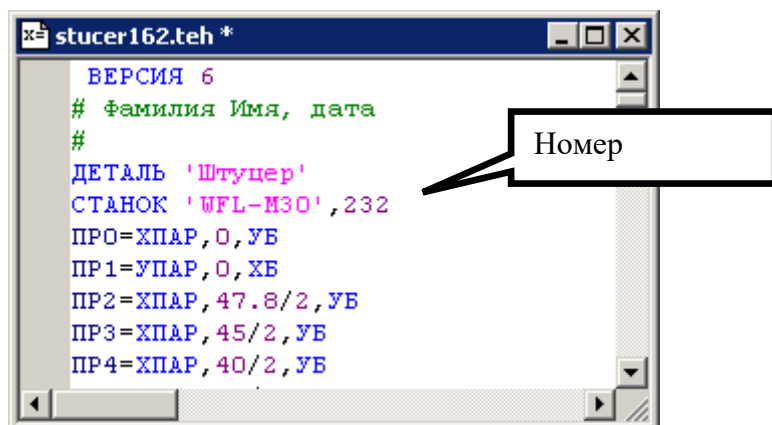 stucer162.teh *
ВЕРСИЯ 6
# Фамилия Имя, дата
#
ДЕТАЛЬ 'Штуцер'
СТАНОК 'WFL-M30',232
ПР0=ХПАР,0,УБ
ПР1=УПАР,0,ХБ
ПР2=ХПАР,47.8/2,УБ
ПР3=ХПАР,45/2,УБ
ПР4=ХПАР,40/2,УБ
Номер